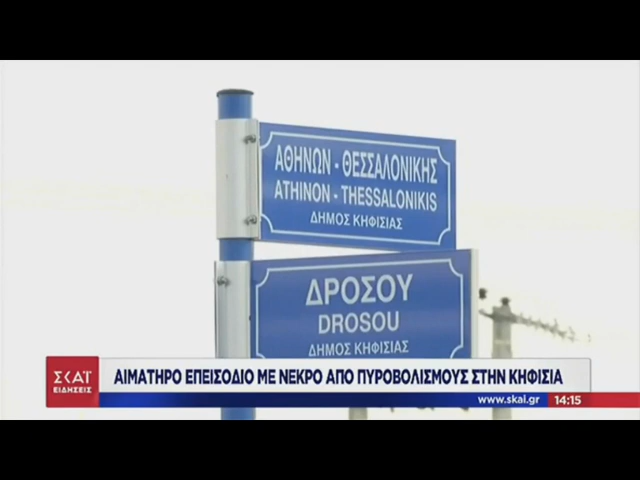 ΑΘΗΝΩΝ - ΘΕΣΣΑΛΟΝΙΚΗΣ
ATHINON - THESSALONIKIS
ΔΗΜΟΣ ΚΗΦΙΣΙΑΣ
ΔΡΟΣΟΥ
DROSOU
ΔΗΜΟΣ ΚΗΦΙΣΙΑΣ
ΣΚΑΪ
ΕΙΔΗΣΕΙΣ
ΑΙΜΑΤΗΡΟ ΕΠΕΙΣΟΔΙΟ ΜΕ ΝΕΚΡΟ ΑΠΟ ΠΥΡΟΒΟΛΙΣΜΟΥΣ ΣΤΗΝ ΚΗΦΙΣΙΑ
www.skai.gr
14:15